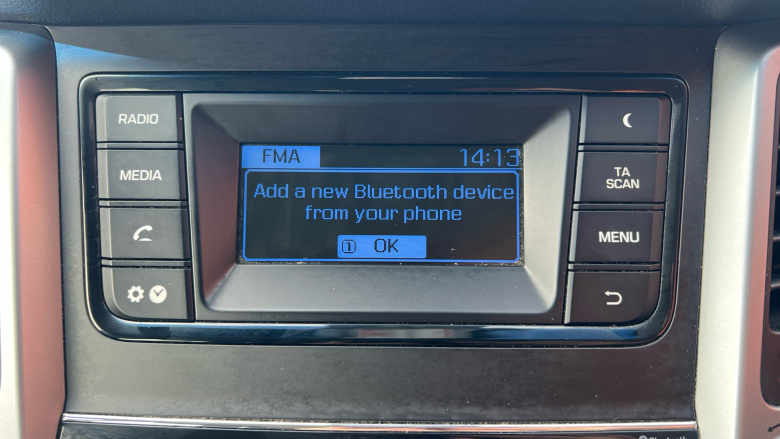 RADIO
MEDIA
FMA 14:13
Add a new Bluetooth device
from your phone
1 OK
TA
SCAN
MENU